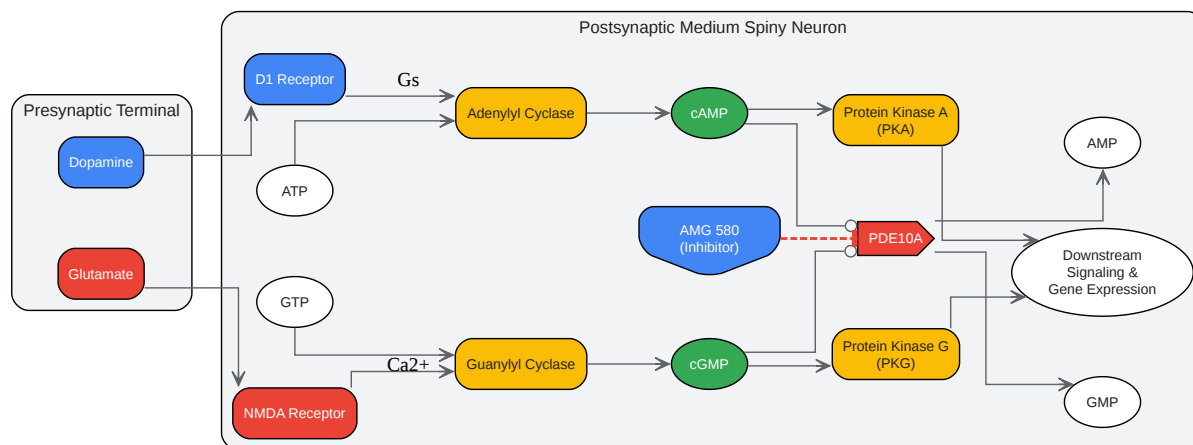 Postsynaptic Medium Spiny Neuron
Presynaptic Terminal
D1 Receptor
Gs
Adenylyl Cyclase
cAMP
Protein Kinase A
(PKA)
AMP
Dopamine
ATP
AMG 580
(Inhibitor)
PDE10A
Glutamate
GTP
Downstream
Signaling &
Gene Expression
Ca2+
Guanylyl Cyclase
cGMP
Protein Kinase G
(PKG)
NMDA Receptor
GMP